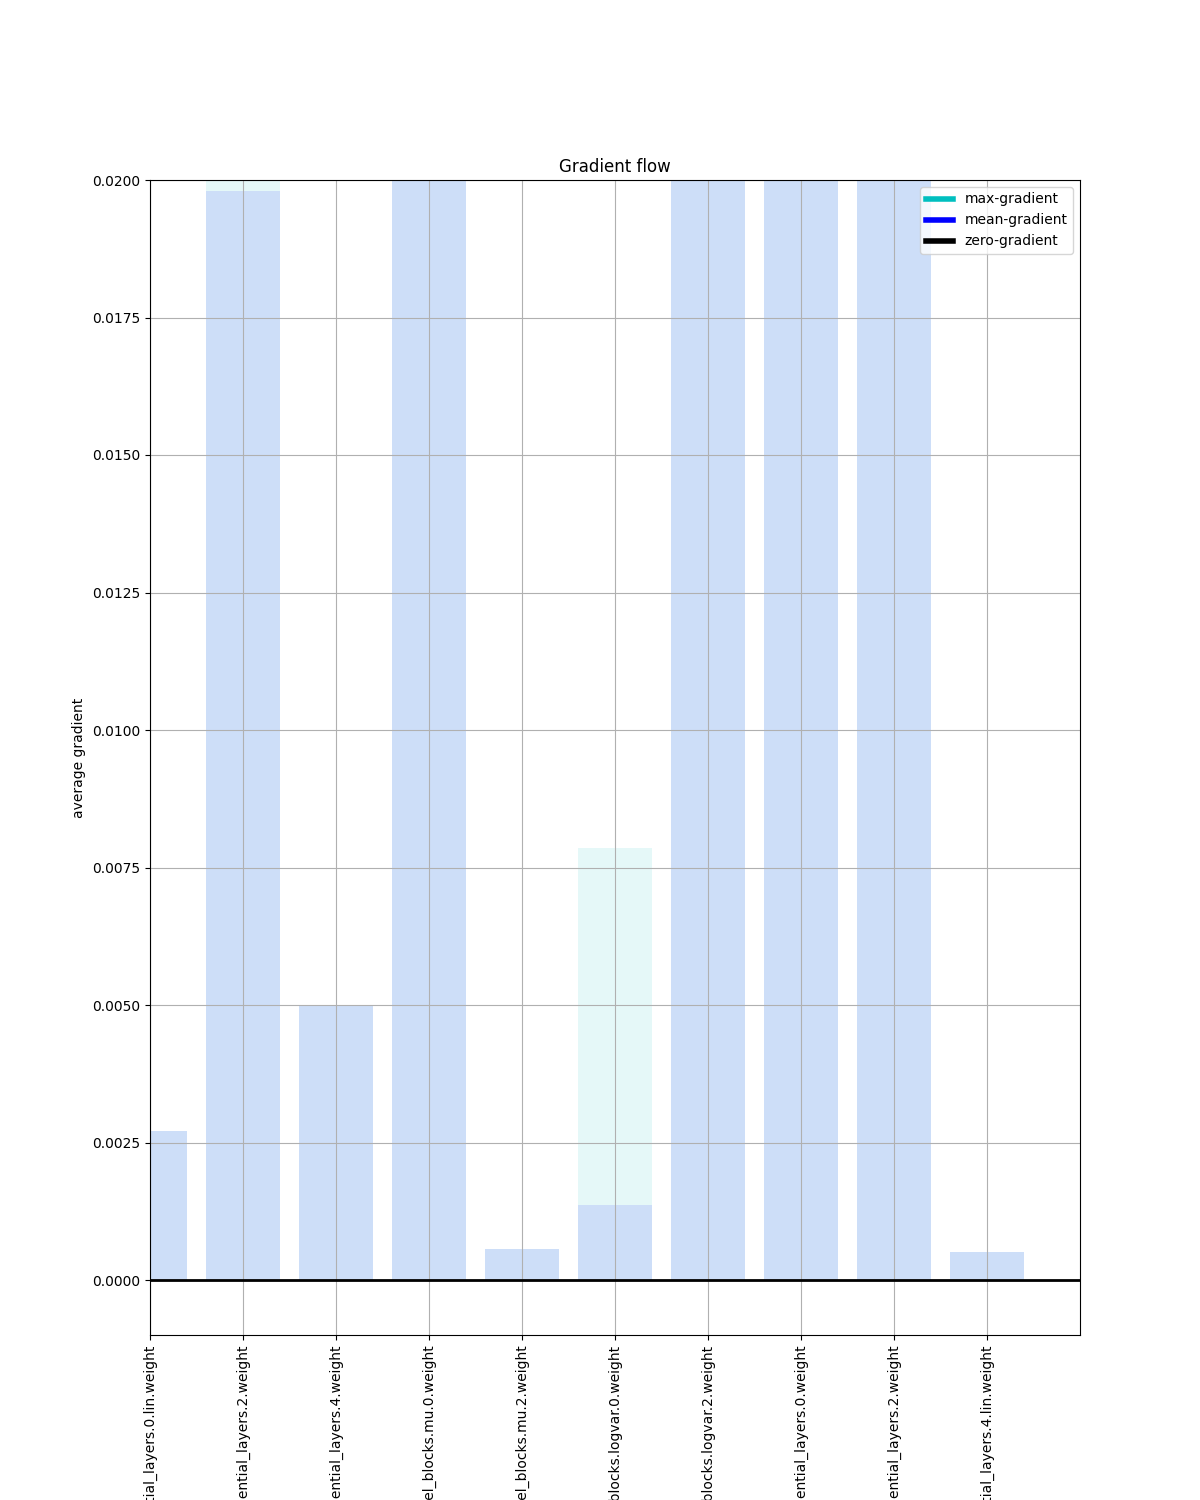 Gradient flow
max-gradient
mean-gradient
zero-gradient
0.0200
0.0175
0.0150
0.0125
0.0100
0.0075
0.0050
0.0025
0.0000
average gradient
tial_layers.0.lin.weight
ential_layers.2.weight
ential_layers.4.weight
el_blocks.mu.0.weight
el_blocks.mu.2.weight
blocks.logvar.0.weight
blocks.logvar.2.weight
ential_layers.0.weight
ential_layers.2.weight
tial_layers.4.lin.weight